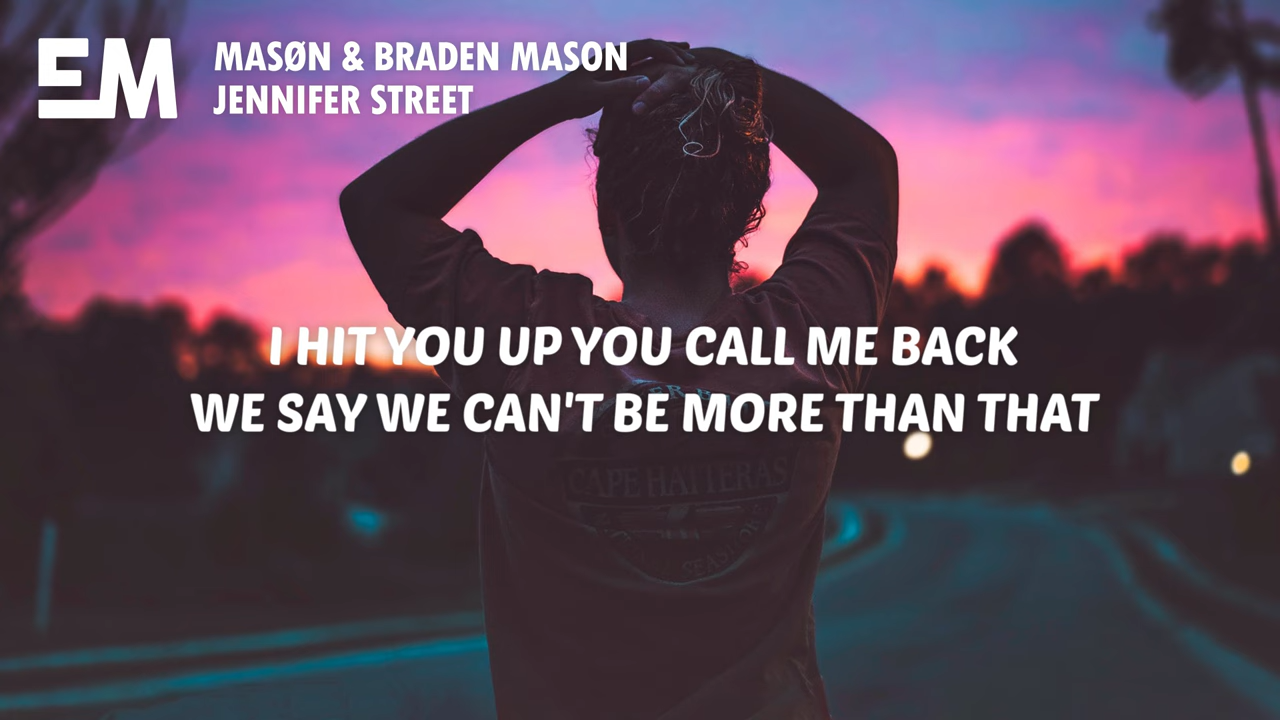 EM
MASØN & BRADEN MASON
JENNIFER STREET
I HIT YOU UP YOU CALL ME BACK
WE SAY WE CAN'T BE MORE THAN THAT
CAPE HATTERAS